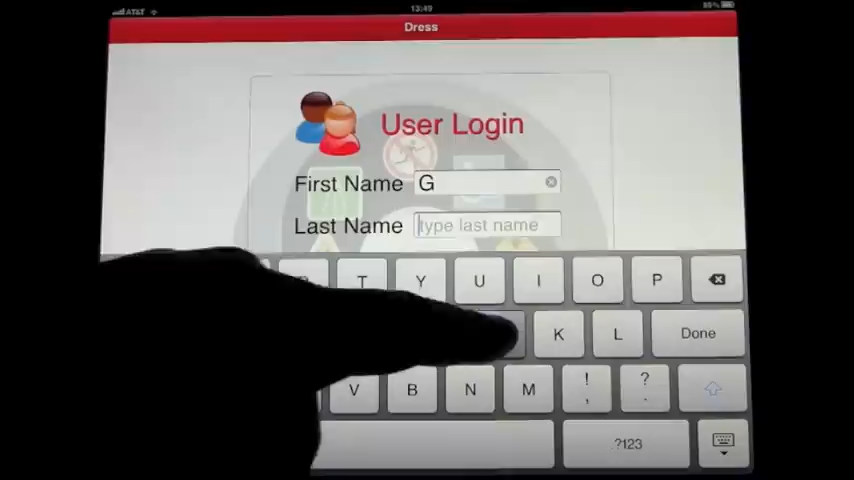 AT&T 13:49
Dress
User Login
First Name G
Last Name type last name
T Y U I O P
K L Done
V B N M ! , ? .
.?123